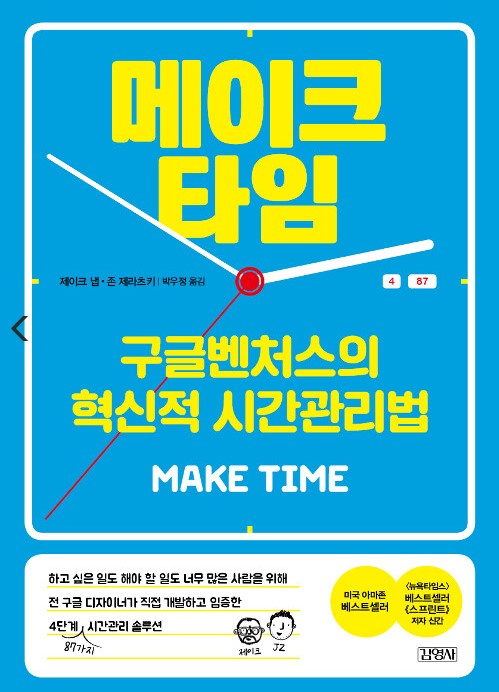 메이크
타임
제이크 냅 · 존 제라츠키 | 박우정 옮김
4 87
구글벤처스의
혁신적 시간관리법
MAKE TIME
하고 싶은 일도 해야 할 일도 너무 많은 사람을 위해
전 구글 디자이너가 직접 개발하고 입증한
4단계 시간관리 솔루션
87가지
제이크
JZ
미국 아마존
베스트셀러
〈뉴욕타임스〉
베스트셀러
《스프린트》
저자 신간
김영사